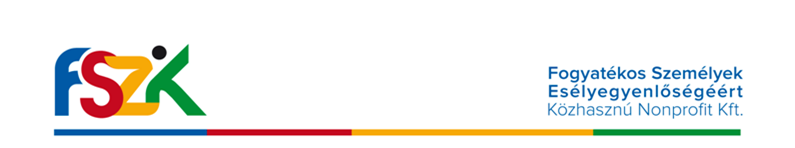 FSZK
Fogyatékos Személyek
Esélyegyenlőségéért
Közhasznú Nonprofit Kft.